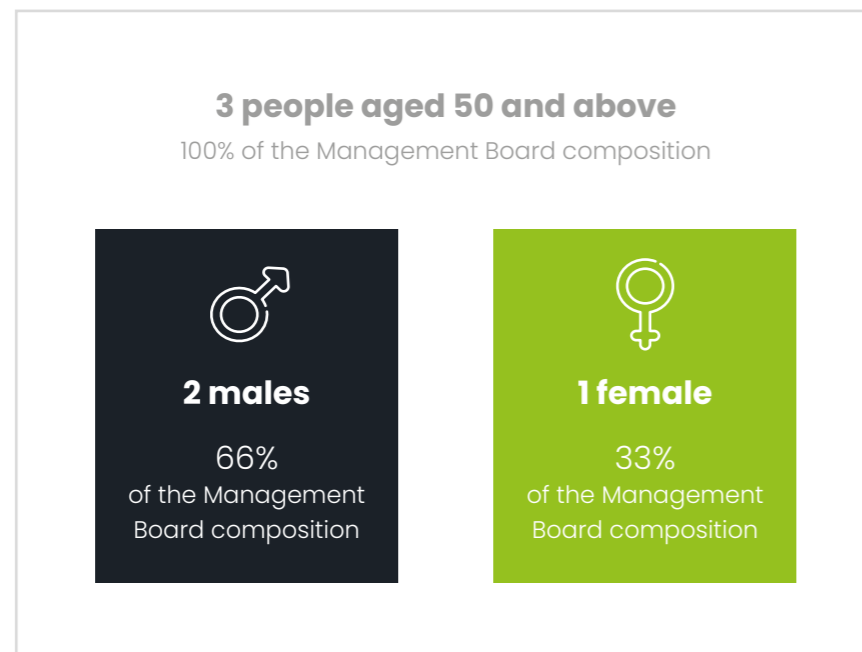 3 people aged 50 and above
100% of the Management Board composition
2 males
66%
of the Management
Board composition
1 female
33%
of the Management
Board composition